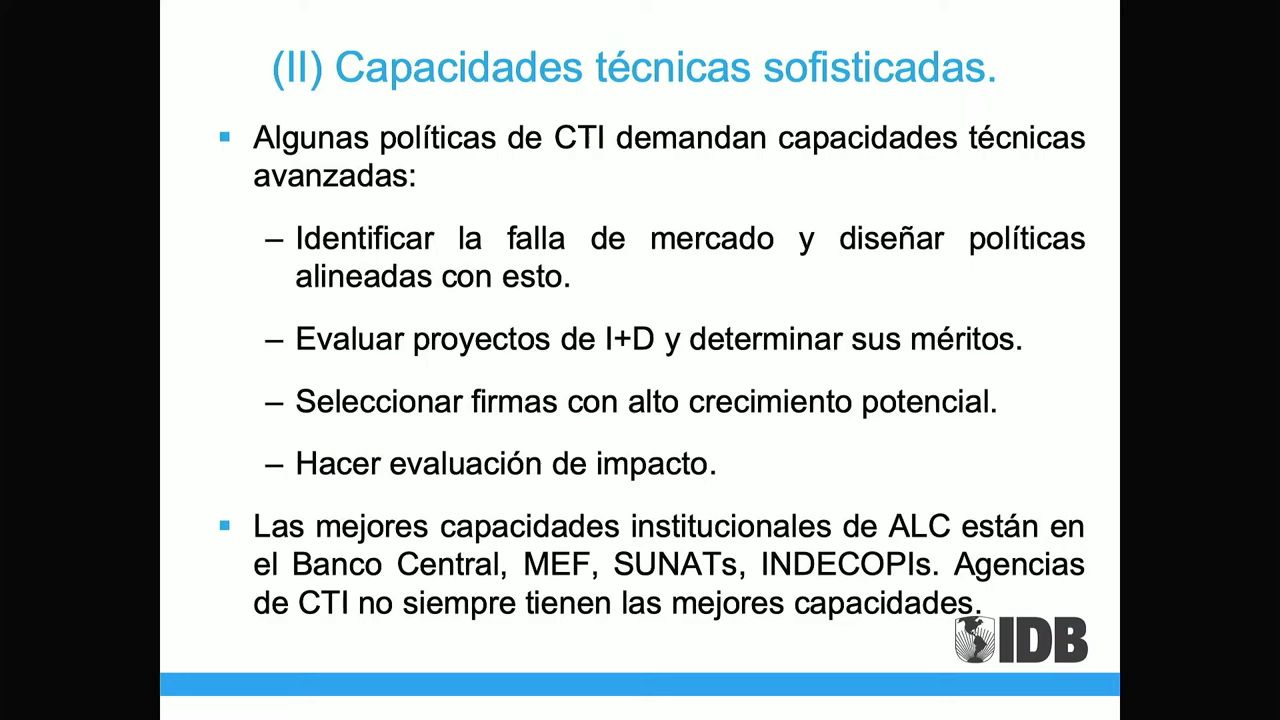 (II) Capacidades técnicas sofisticadas.
▪ Algunas políticas de CTI demandan capacidades técnicas
avanzadas:
– Identificar la falla de mercado y diseñar políticas
alineadas con esto.
– Evaluar proyectos de I+D y determinar sus méritos.
– Seleccionar firmas con alto crecimiento potencial.
– Hacer evaluación de impacto.
▪ Las mejores capacidades institucionales de ALC están en
el Banco Central, MEF, SUNATs, INDECOPIs. Agencias
de CTI no siempre tienen las mejores capacidades.
IDB